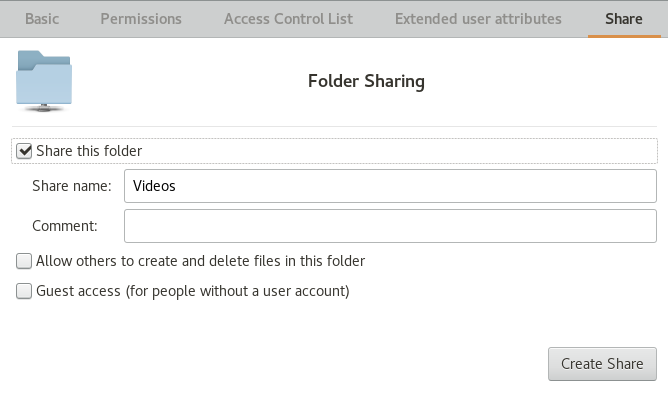 Basic Permissions Access Control List Extended user attributes Share
Folder Sharing
Share this folder
Share name: Videos
Comment:
Allow others to create and delete files in this folder
Guest access (for people without a user account)
Create Share